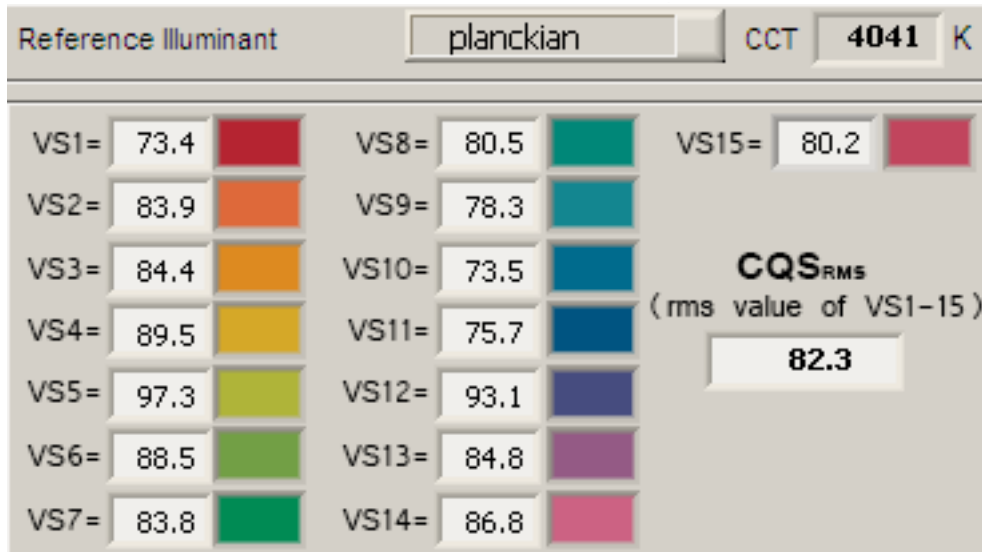 Reference Illuminant planckian CCT 4041 K
VS1= 73.4 VS8= 80.5 VS15= 80.2
VS2= 83.9 VS9= 78.3
VS3= 84.4 VS10= 73.5 CQSRMS
VS4= 89.5 VS11= 75.7 (rms value of VS1-15)
VS5= 97.3 VS12= 93.1 82.3
VS6= 88.5 VS13= 84.8
VS7= 83.8 VS14= 86.8